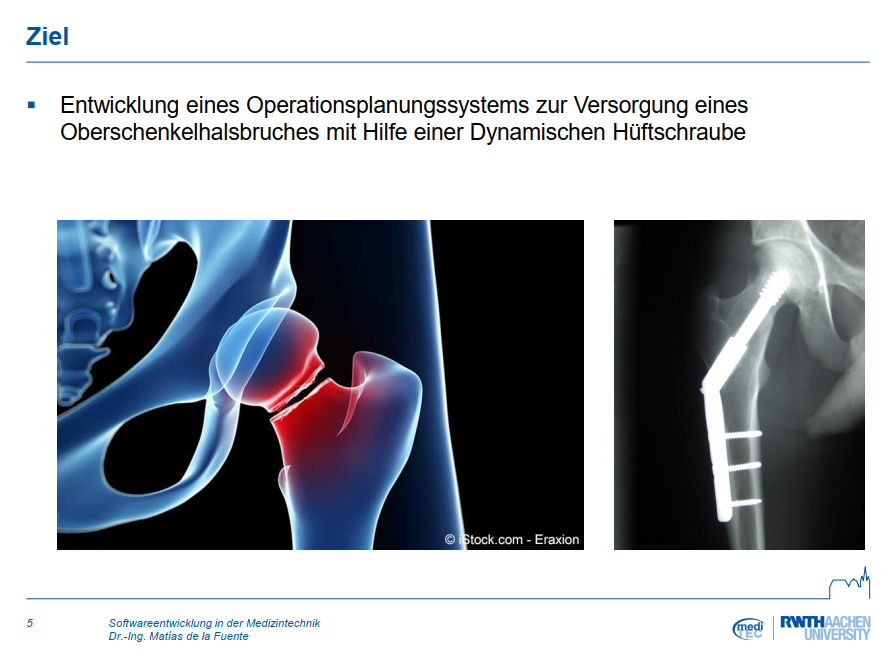 Ziel
▪ Entwicklung eines Operationsplanungssystems zur Versorgung eines
Oberschenkelhalsbruches mit Hilfe einer Dynamischen Hüftschraube
© iStock.com - Eraxion
5
Softwareentwicklung in der Medizintechnik
Dr.-Ing. Matías de la Fuente
medi
TEC
RWTHAACHEN
UNIVERSITY